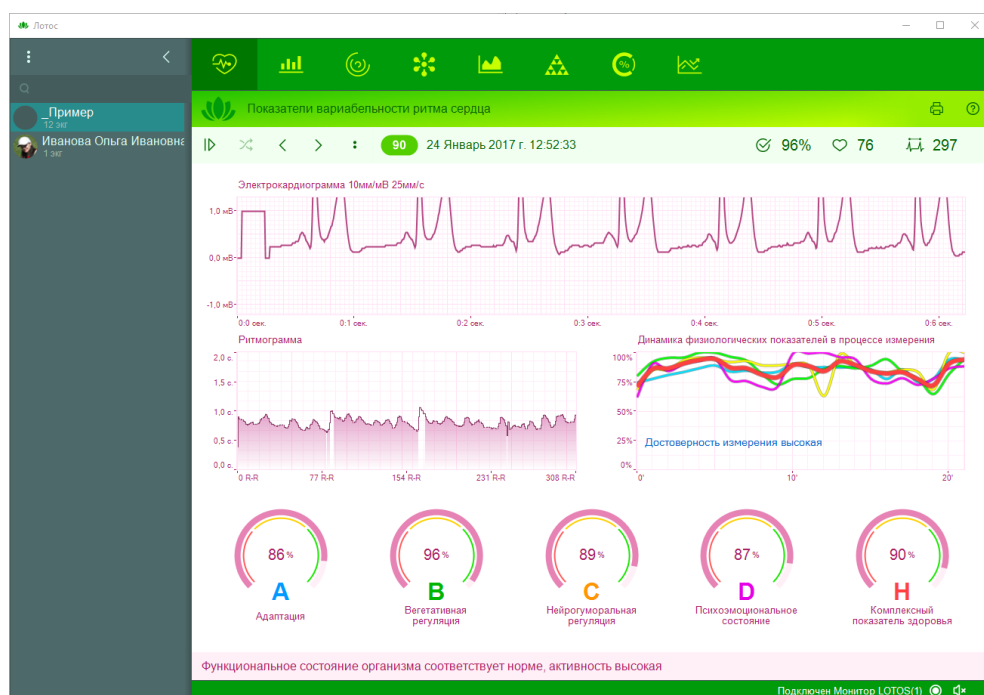 Лотос
_Пример
12 экг
Иванова Ольга Ивановна
1 экг
(%)
Показатели вариабельности ритма сердца
90 24 Январь 2017 г. 12:52:33 96% 76 297
Электрокардиограмма 10мм/мВ 25мм/с
1,0 мВ
0.0 мВ
-1,0 мВ
0:0 сек. 0:1 сек. 0:2 сек. 0:3 сек. 0:4 сек. 0:5 сек. 0:6 сек.
Ритмограмма
2,0 с.
1,5 с.
1,0 с.
0,5 с.
0,0 с.
0 R-R 77 R-R 154 R-R 231 R-R 308 R-R
Динамика физиологических показателей в процессе измерения
100%
75%
50%
25%
0%
Достоверность измерения высокая
0' 10' 20'
86 %
A
Адаптация
96 %
B
Вегетативная
регуляция
89 %
C
Нейрогуморальная
регуляция
87 %
D
Психоэмоциональное
состояние
90 %
H
Комплексный
показатель здоровья
Функциональное состояние организма соответствует норме, активность высокая
Подключен Монитор LOTOS(1)